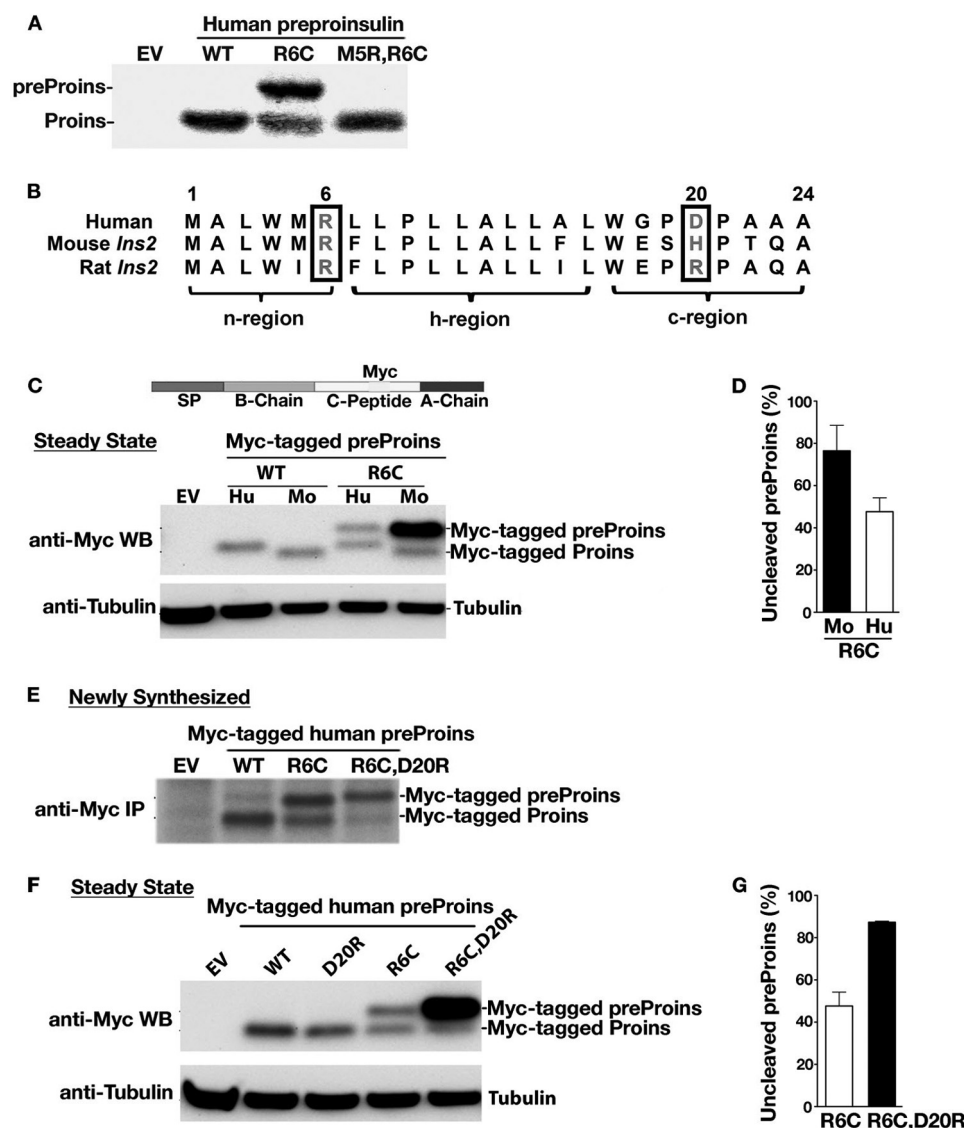 A
Human preproinsulin
EV WT R6C M5R,R6C
preProins-
Proins-
B
1 6 20 24
Human M A L W M R L L P L L A L L A L W G P D P A A A
Mouse Ins2 M A L W M R F L P L L A L L F L W E S H P T Q A
Rat Ins2 M A L W I R F L P L L A L L I L W E P R P A Q A
n-region h-region c-region
C
Myc
SP B-Chain C-Peptide A-Chain
Steady State
Myc-tagged preProins
WT R6C
EV Hu Mo Hu Mo
anti-Myc WB
-Myc-tagged preProins
-Myc-tagged Proins
anti-Tubulin
-Tubulin
D
Uncleaved preProins (%)
100
80
60
40
20
0
Mo Hu
R6C
E
Newly Synthesized
Myc-tagged human preProins
EV WT R6C R6C,D20R
anti-Myc IP
-Myc-tagged preProins
-Myc-tagged Proins
F
Steady State
Myc-tagged human preProins
EV WT D20R R6C R6C,D20R
anti-Myc WB
-Myc-tagged preProins
-Myc-tagged Proins
anti-Tubulin
Tubulin
G
Uncleaved preProins (%)
100
80
60
40
20
0
R6C R6C,D20R